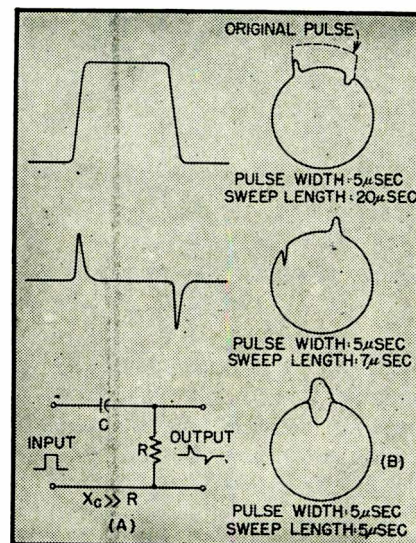 ORIGINAL PULSE
PULSE WIDTH: 5µSEC
SWEEP LENGTH: 20µSEC
PULSE WIDTH: 5µSEC
SWEEP LENGTH: 7µSEC
C
INPUT
R
OUTPUT
X_C >> R
(A)
(B)
PULSE WIDTH: 5µSEC
SWEEP LENGTH: 5µSEC